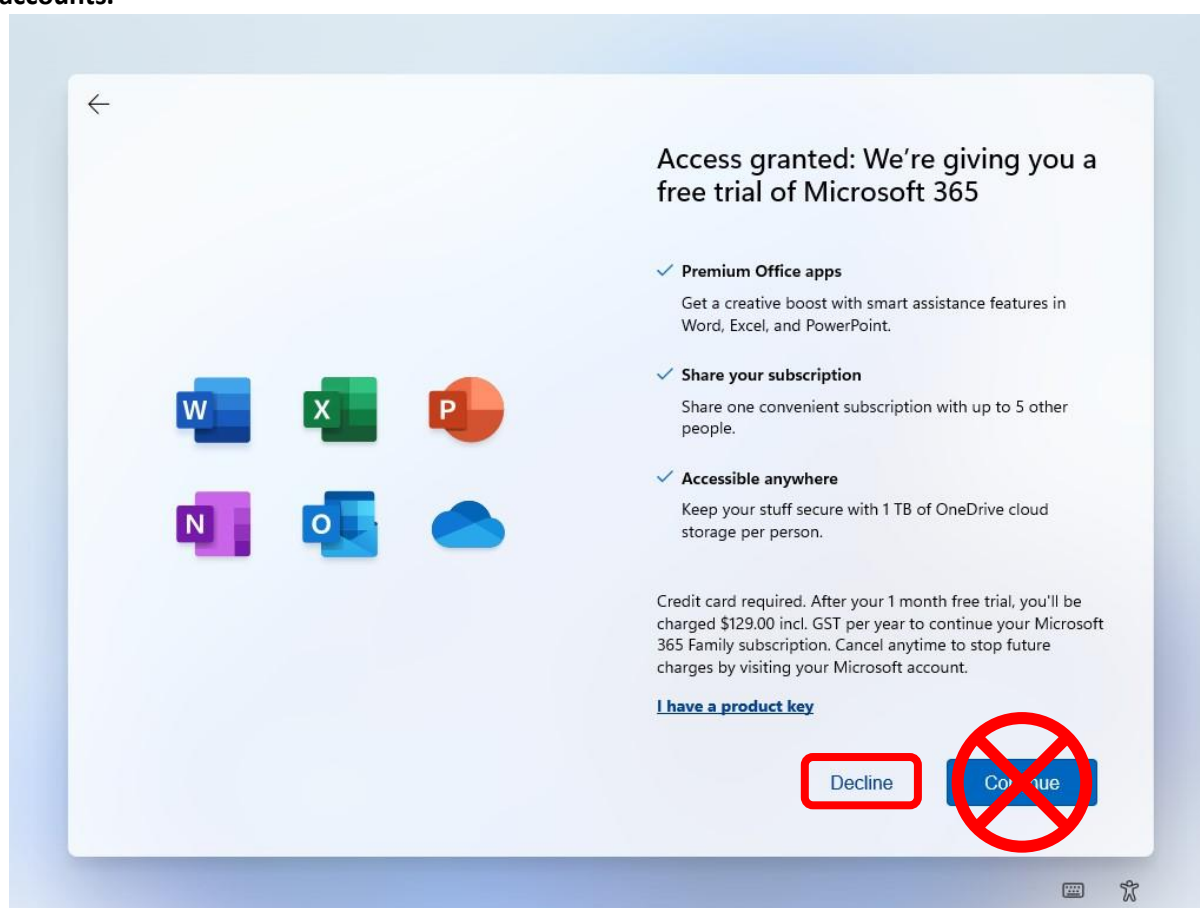 accounts.
Access granted: We're giving you a
free trial of Microsoft 365
Premium Office apps
Get a creative boost with smart assistance features in
Word, Excel, and PowerPoint.
Share your subscription
Share one convenient subscription with up to 5 other
people.
Accessible anywhere
Keep your stuff secure with 1 TB of OneDrive cloud
storage per person.
W X P
N O
Credit card required. After your 1 month free trial, you'll be
charged $129.00 incl. GST per year to continue your Microsoft
365 Family subscription. Cancel anytime to stop future
charges by visiting your Microsoft account.
I have a product key
Decline Continue